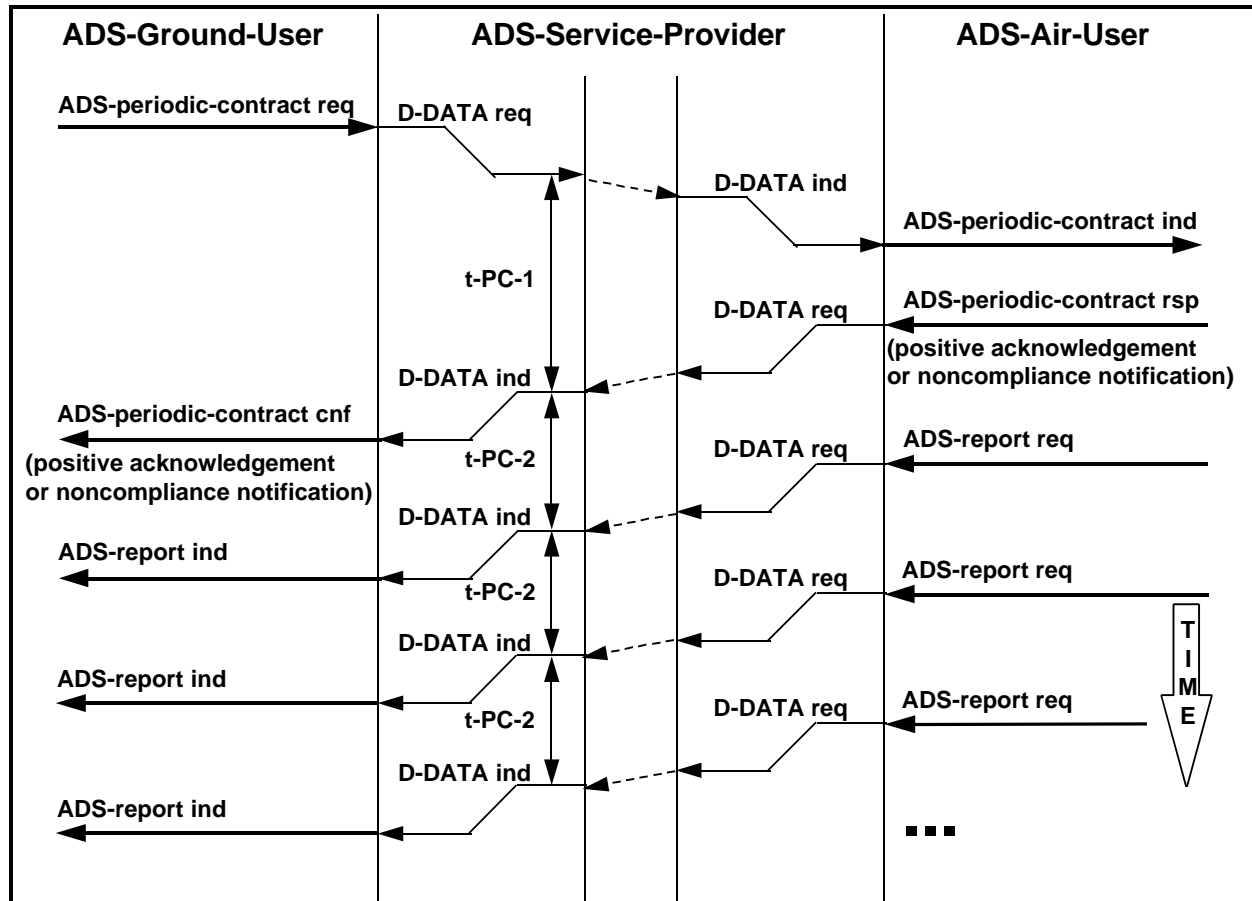 ADS-Ground-User
ADS-Service-Provider
ADS-Air-User
ADS-periodic-contract req
D-DATA req
D-DATA ind
ADS-periodic-contract ind
t-PC-1
D-DATA req
ADS-periodic-contract rsp
(positive acknowledgement
or noncompliance notification)
D-DATA ind
ADS-periodic-contract cnf
(positive acknowledgement
or noncompliance notification)
t-PC-2
D-DATA req
ADS-report req
D-DATA ind
ADS-report ind
t-PC-2
D-DATA req
ADS-report req
D-DATA ind
ADS-report ind
t-PC-2
D-DATA req
ADS-report req
D-DATA ind
ADS-report ind
TIME
...